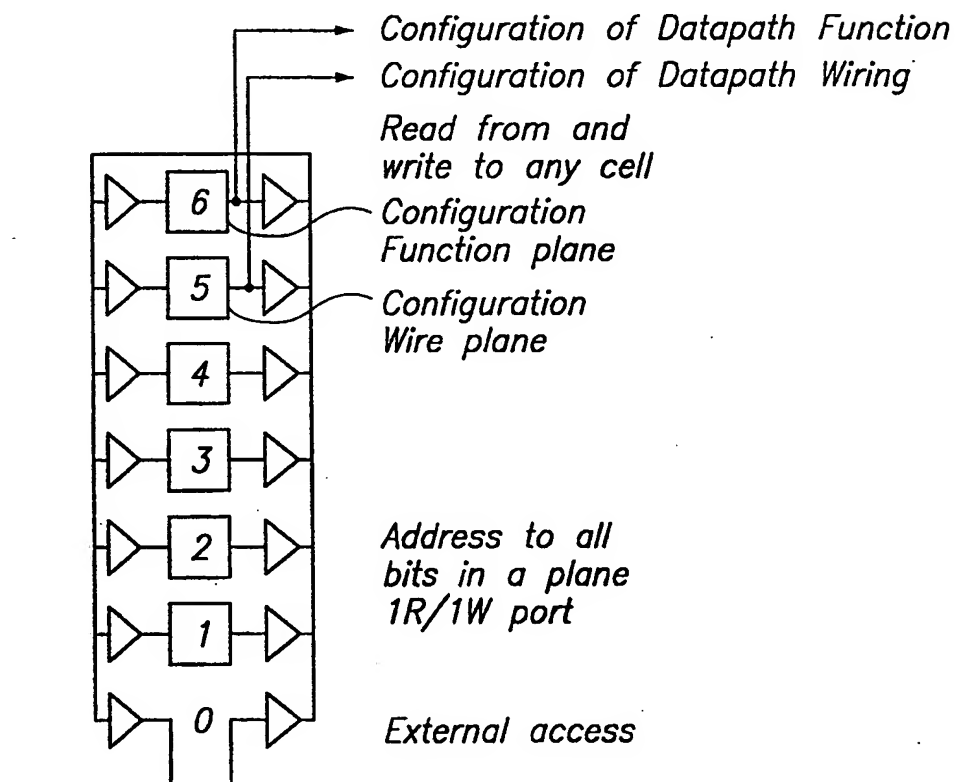 Configuration of Datapath Function
Configuration of Datapath Wiring
Read from and
write to any cell
6
Configuration
Function plane
5
Configuration
Wire plane
4
3
2
Address to all
bits in a plane
1R/1W port
1
0
External access